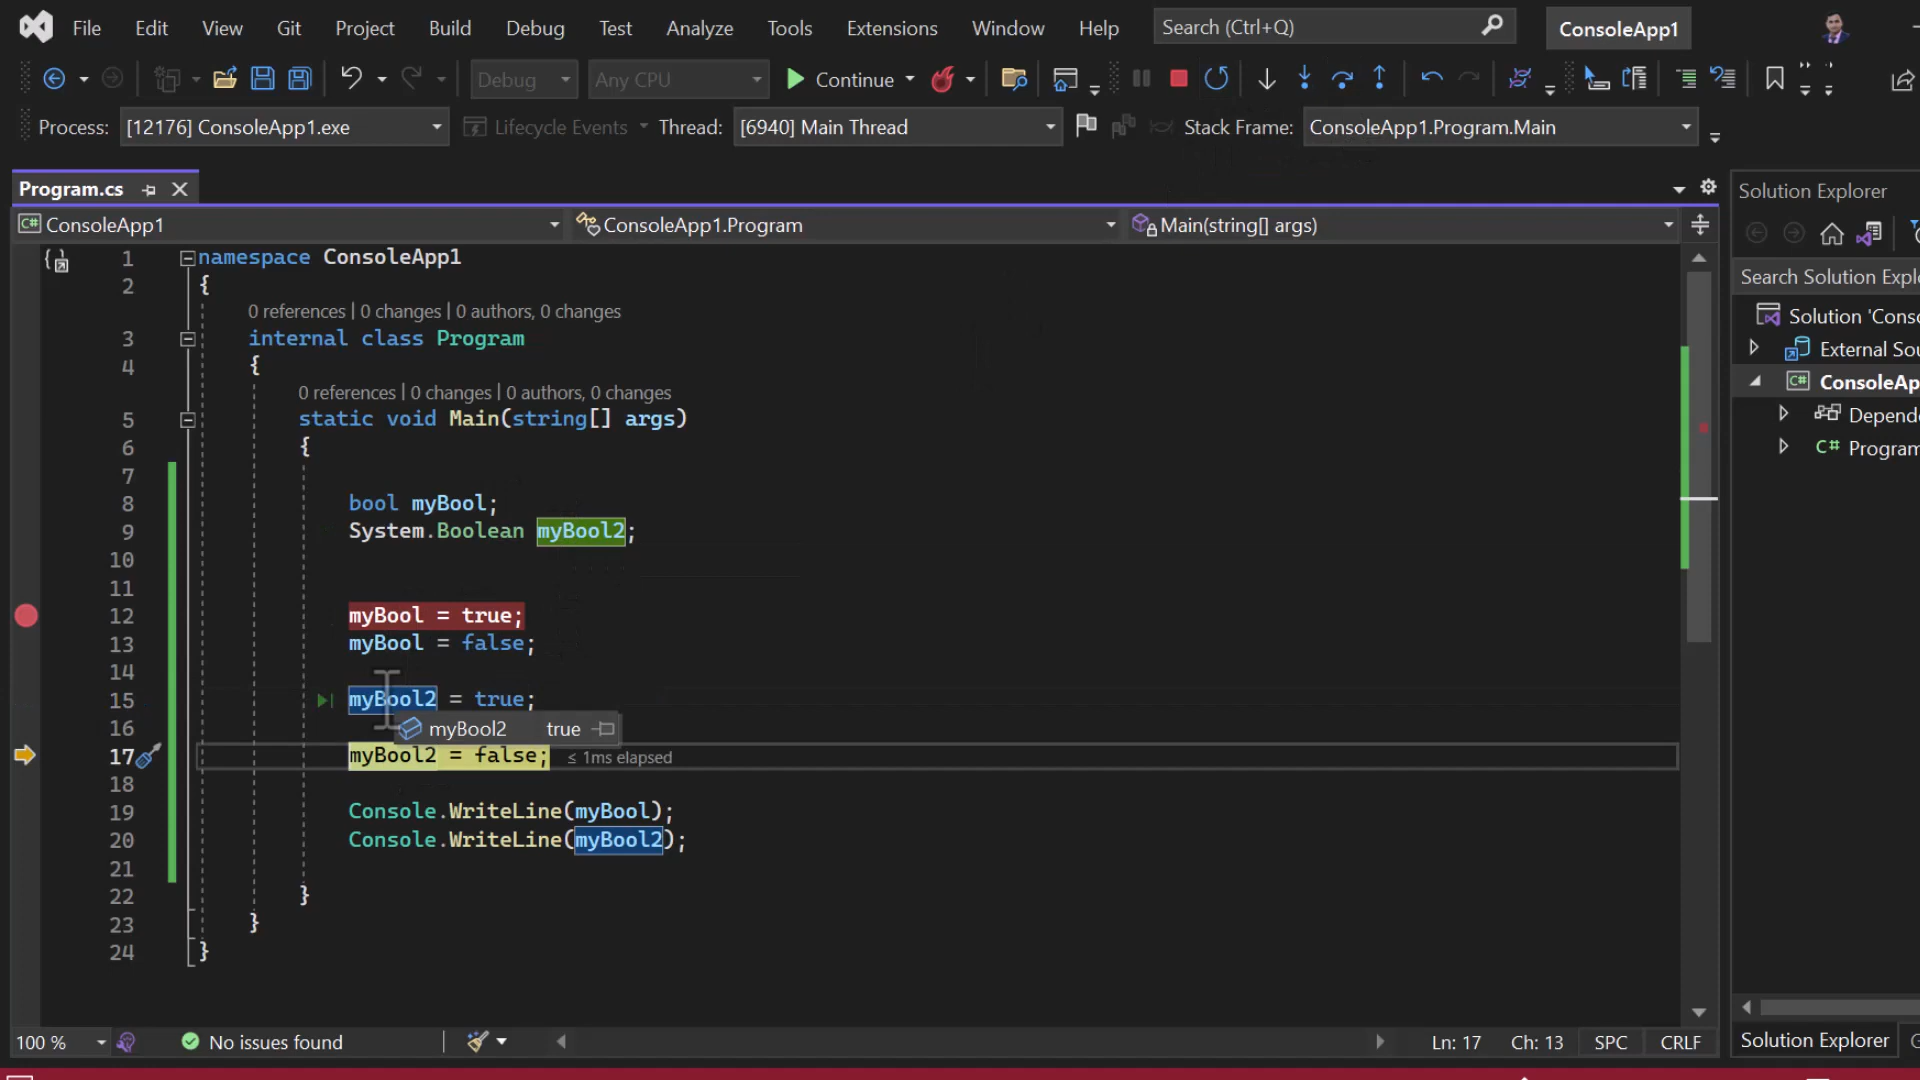 File Edit View Git Project Build Debug Test Tools Analyze Extensions Window Help Search (Ctrl+Q) ConsoleApp1
Debug Any CPU Continue
Process: [12176] ConsoleApp1.exe Lifecycle Events Thread: [6940] Main Thread Stack Frame: ConsoleApp1.Program.Main
Program.cs
ConsoleApp1 ConsoleApp1.Program Main(string[] args)
1 namespace ConsoleApp1
2 {
0 references | 0 changes | 0 authors, 0 changes
3 internal class Program
4 {
0 references | 0 changes | 0 authors, 0 changes
5 static void Main(string[] args)
6 {
7
8 bool myBool;
9 System.Boolean myBool2;
10
11
12 myBool = true;
13 myBool = false;
14
15 myBool2 = true;
16
myBool2 true
17 myBool2 = false; ≤ 1ms elapsed
18
19 Console.WriteLine(myBool);
20 Console.WriteLine(myBool2);
21
22 }
23 }
24 }
100 % No issues found Ln: 17 Ch: 13 SPC CRLF
Solution Explorer
Search Solution Explo
Solution 'Conso
External Sou
ConsoleAp
Depend
C# Program
Solution Explorer